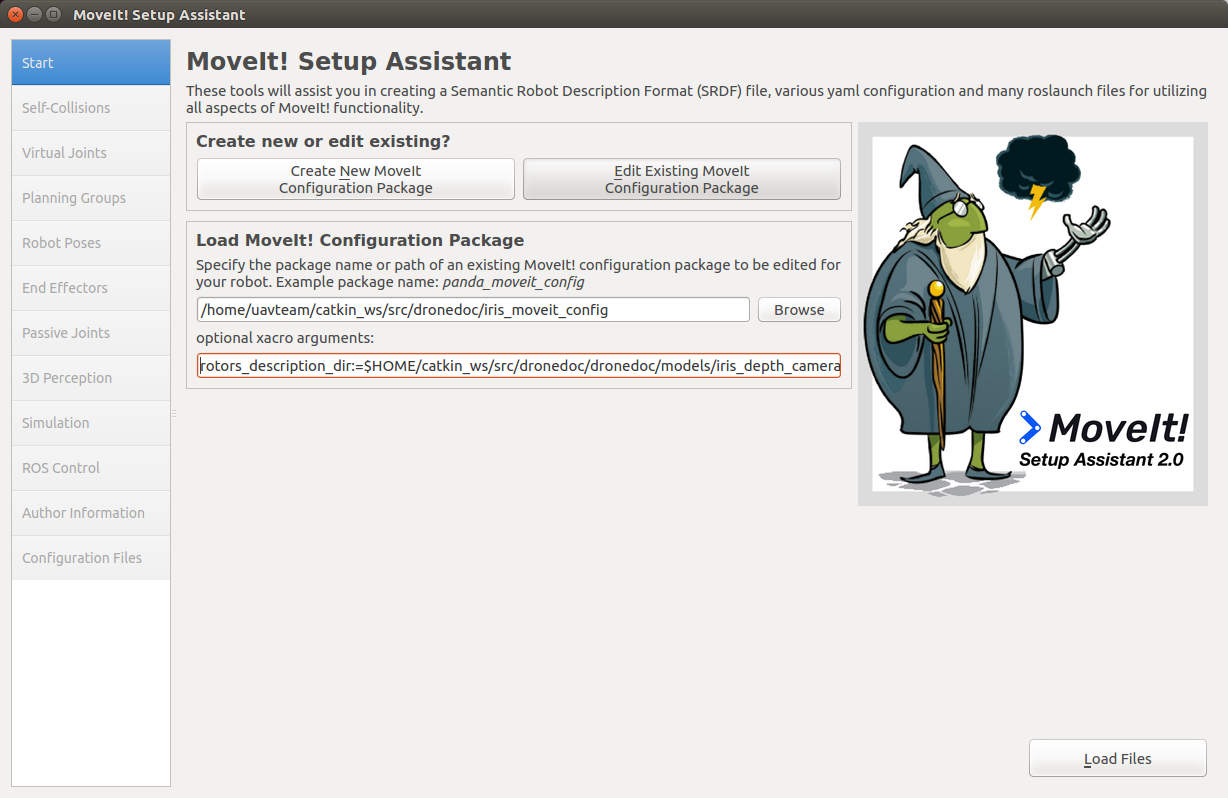 MoveIt! Setup Assistant
Start
Self-Collisions
Virtual Joints
Planning Groups
Robot Poses
End Effectors
Passive Joints
3D Perception
Simulation
ROS Control
Author Information
Configuration Files
MoveIt! Setup Assistant
These tools will assist you in creating a Semantic Robot Description Format (SRDF) file, various yaml configuration and many roslaunch files for utilizing
all aspects of MoveIt! functionality.
Create new or edit existing?
Create New MoveIt
Configuration Package
Edit Existing MoveIt
Configuration Package
Load MoveIt! Configuration Package
Specify the package name or path of an existing MoveIt! configuration package to be edited for
your robot. Example package name: panda_moveit_config
/home/uavteam/catkin_ws/src/dronedoc/iris_moveit_config
Browse
optional xacro arguments:
rotors_description_dir:=$HOME/catkin_ws/src/dronedoc/dronedoc/models/iris_depth_camera
MoveIt!
Setup Assistant 2.0
Load Files